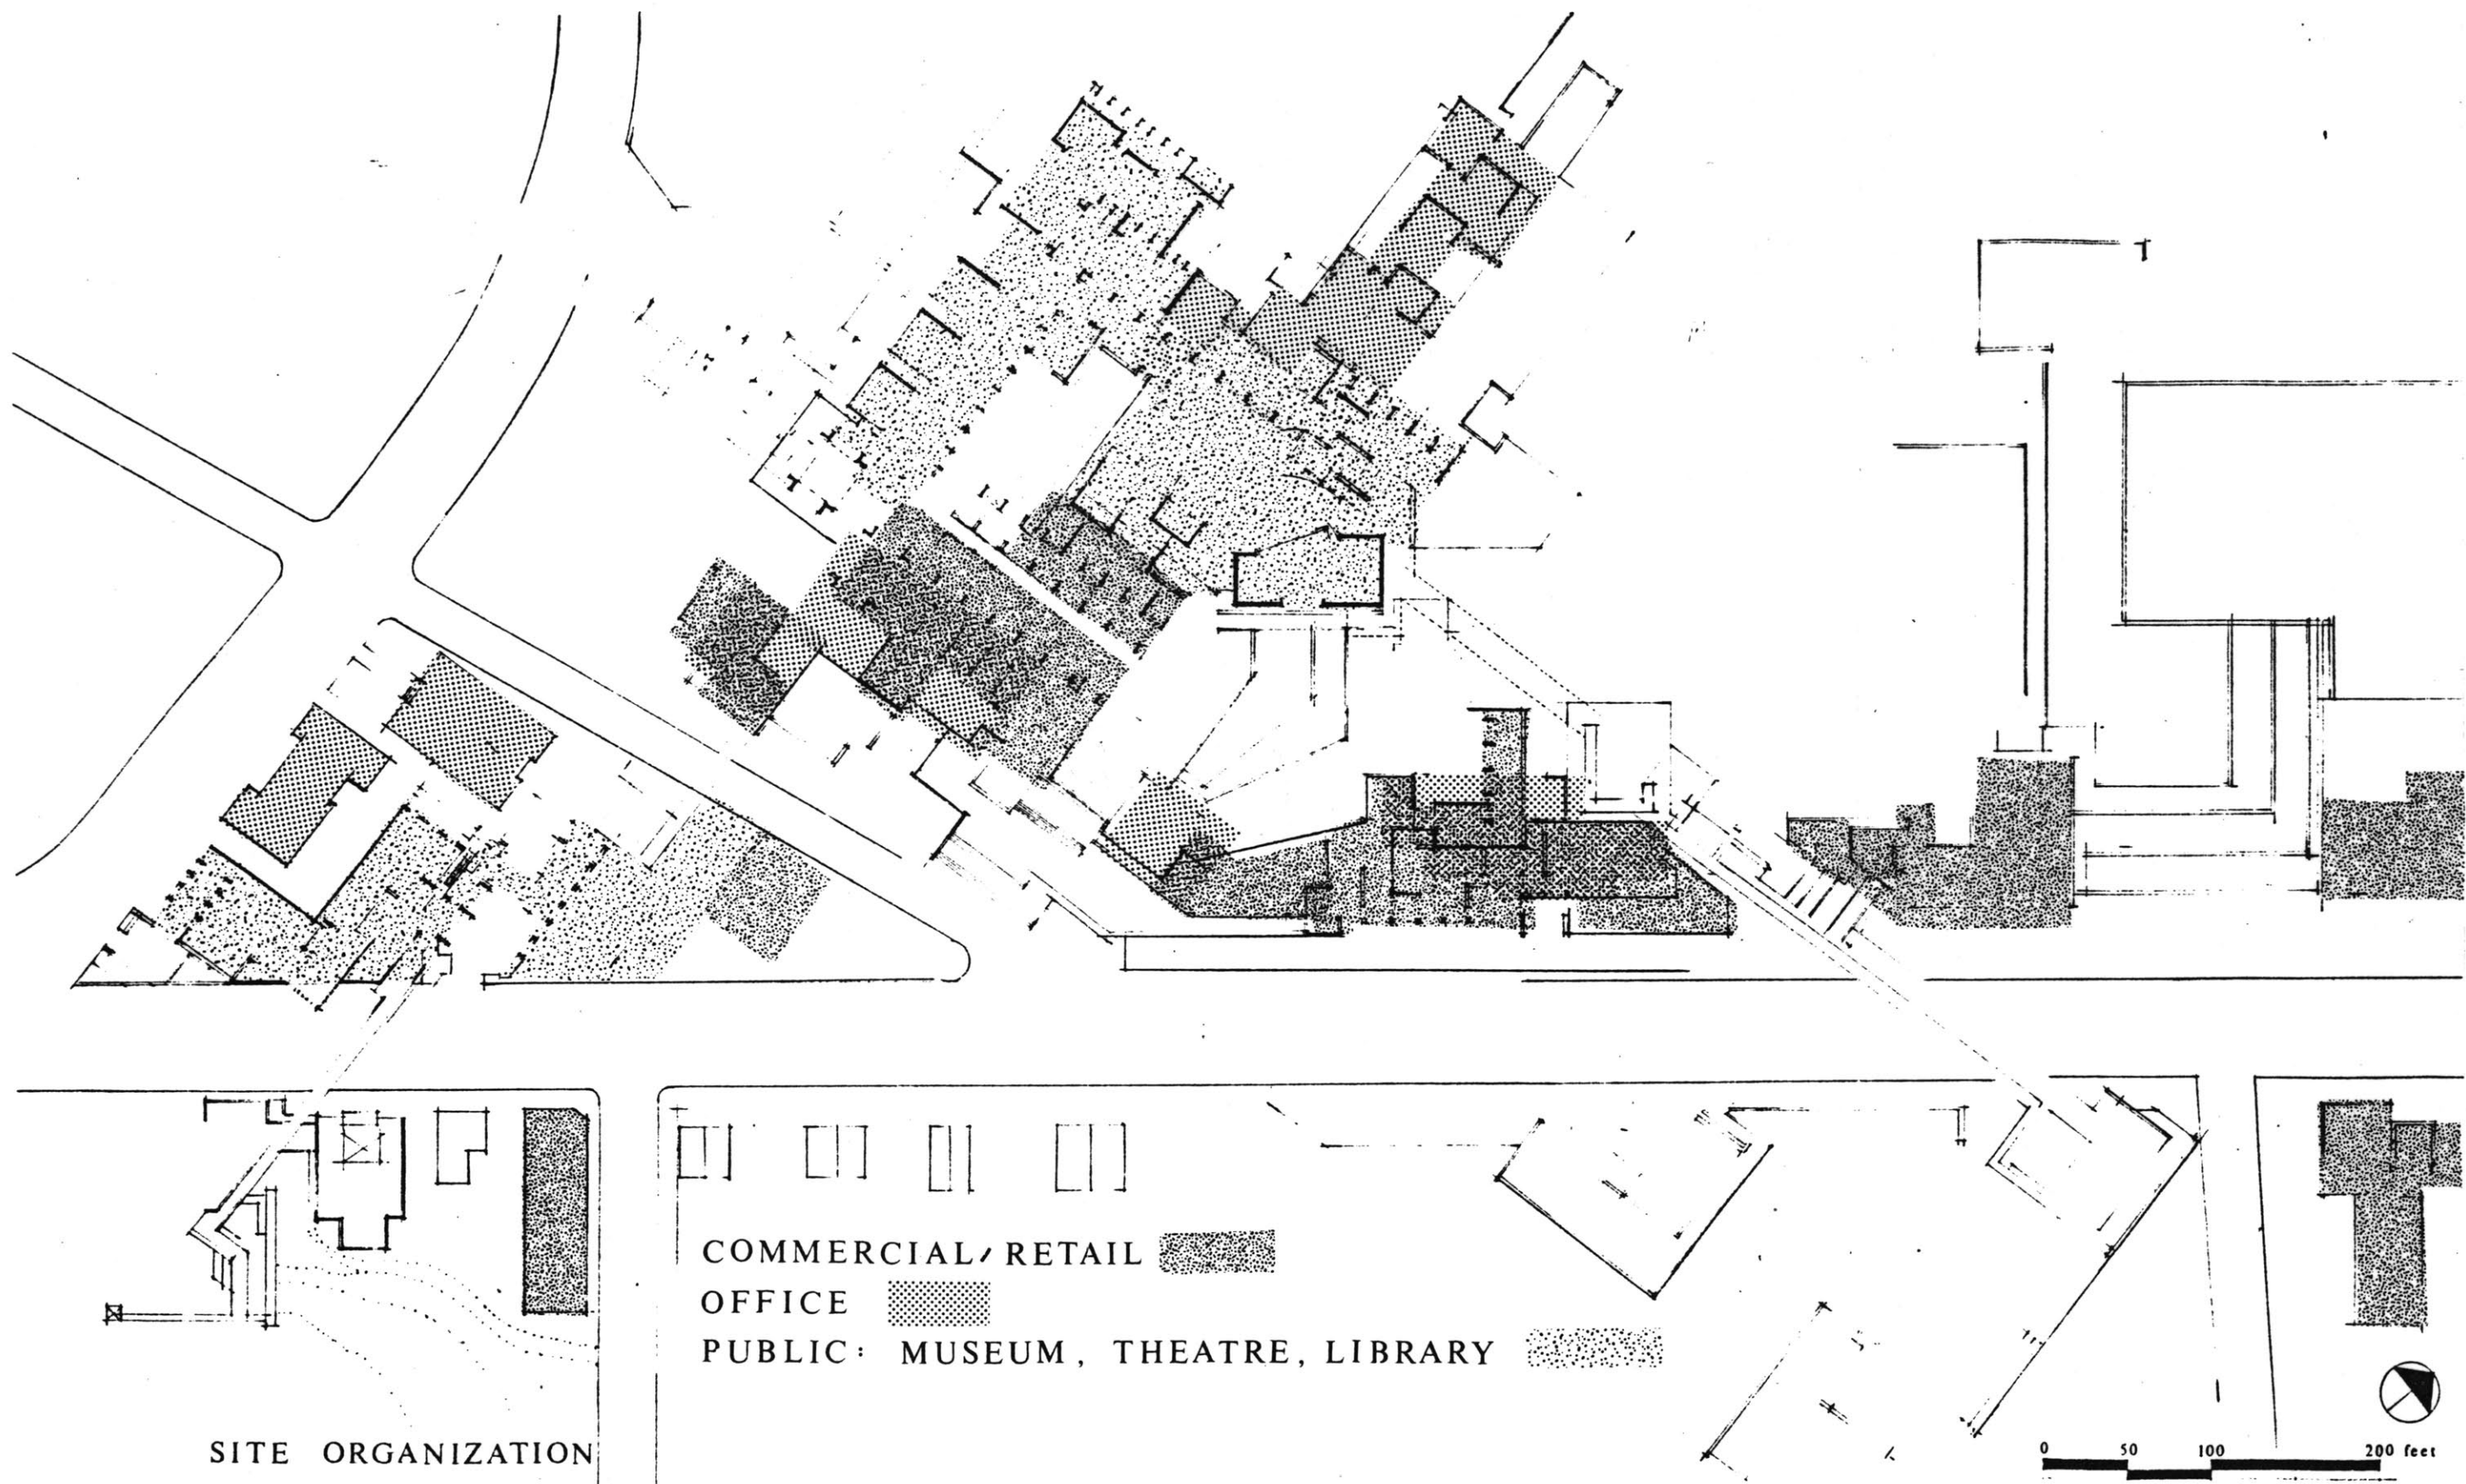 COMMERCIAL/RETAIL
OFFICE
PUBLIC: MUSEUM, THEATRE, LIBRARY
SITE ORGANIZATION
0 50 100 200 feet